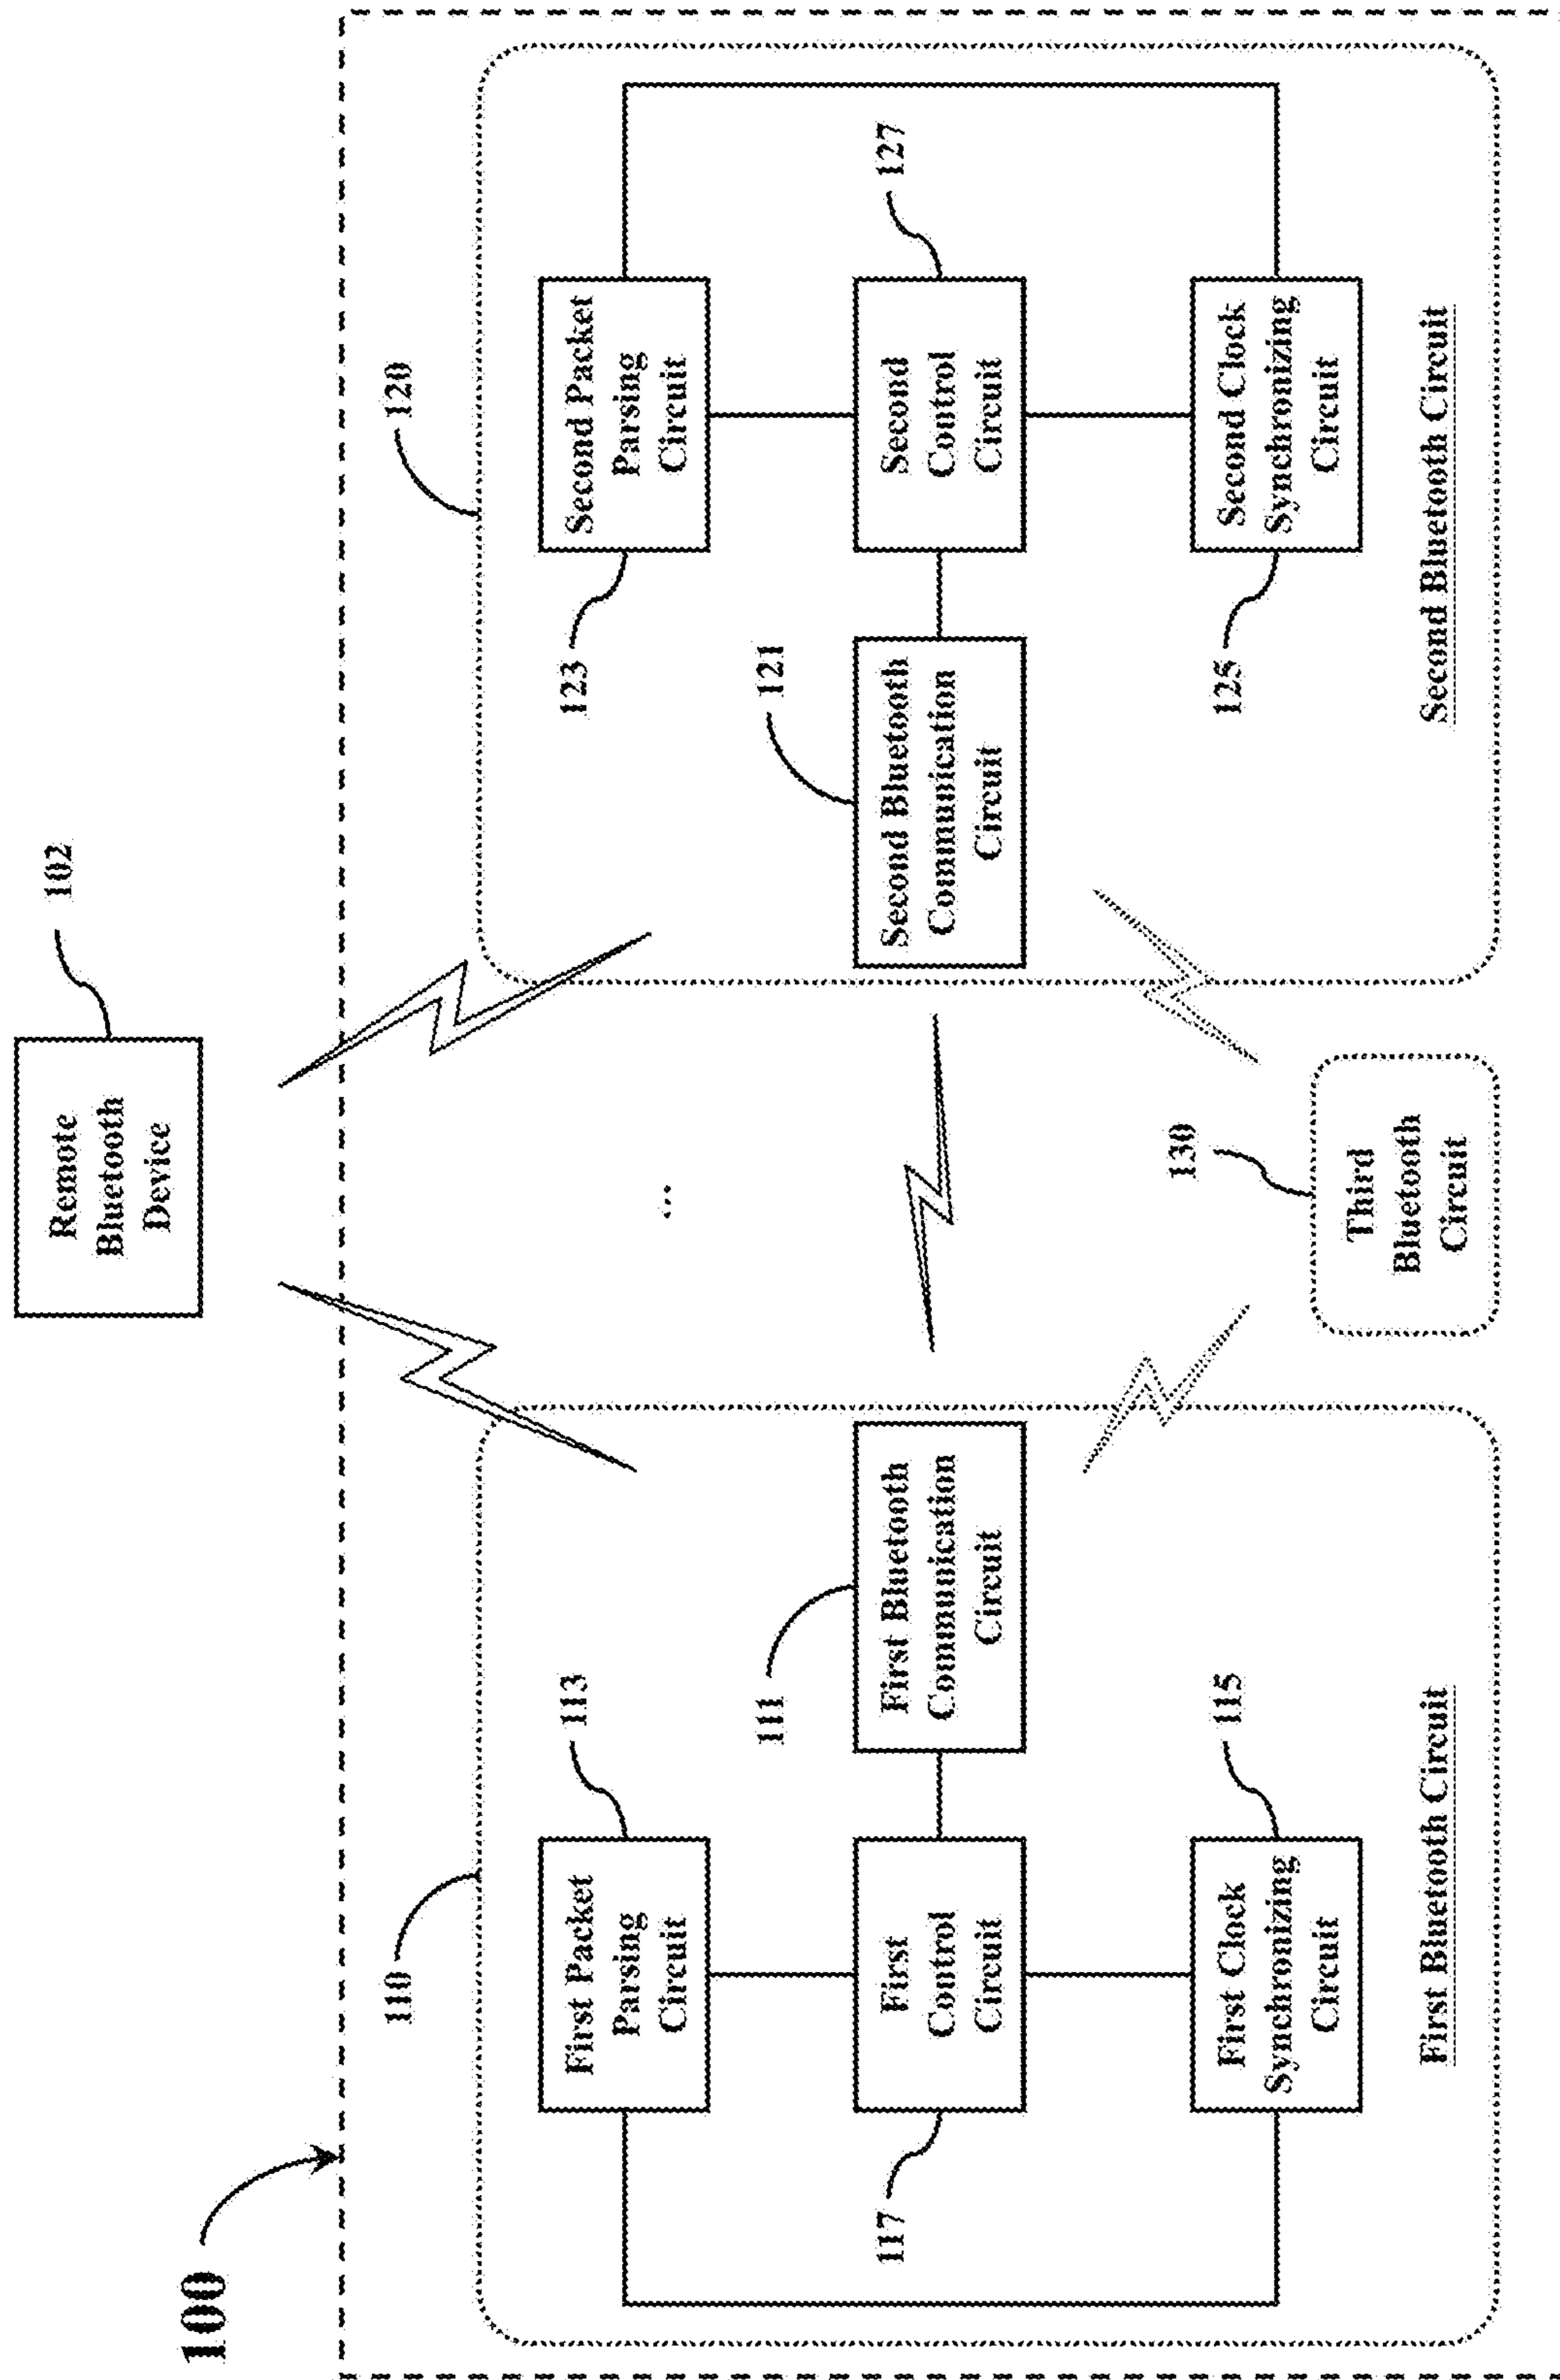 100
Remote
Bluetooth
Device
102
110
120
First Packet
Parsing
Circuit
113
123
Second Packet
Parsing
Circuit
...
117
First
Control
Circuit
111
First Bluetooth
Communication
Circuit
121
Second Bluetooth
Communication
Circuit
Second
Control
Circuit
127
First Clock
Synchronizing
Circuit
115
130
Third
Bluetooth
Circuit
125
Second Clock
Synchronizing
Circuit
First Bluetooth Circuit
Second Bluetooth Circuit